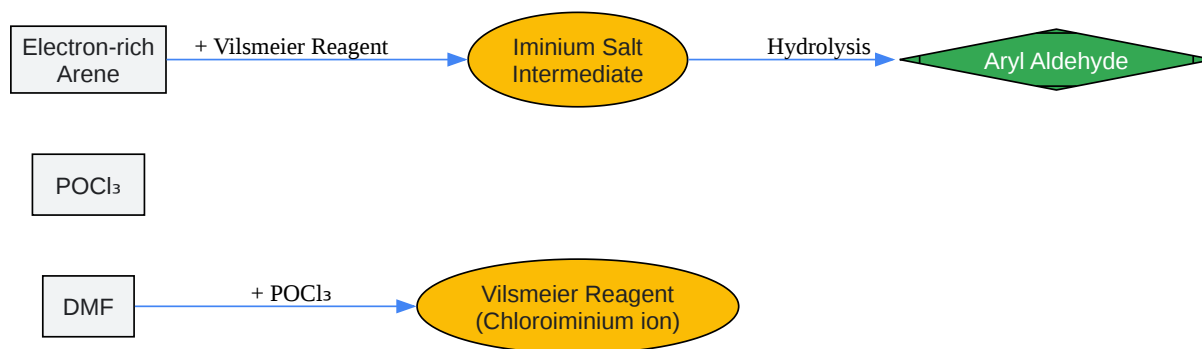 Electron-rich
Arene
+ Vilsmeier Reagent
Iminium Salt
Intermediate
Hydrolysis
Aryl Aldehyde
POCl₃
DMF
+ POCl₃
Vilsmeier Reagent
(Chloroiminium ion)